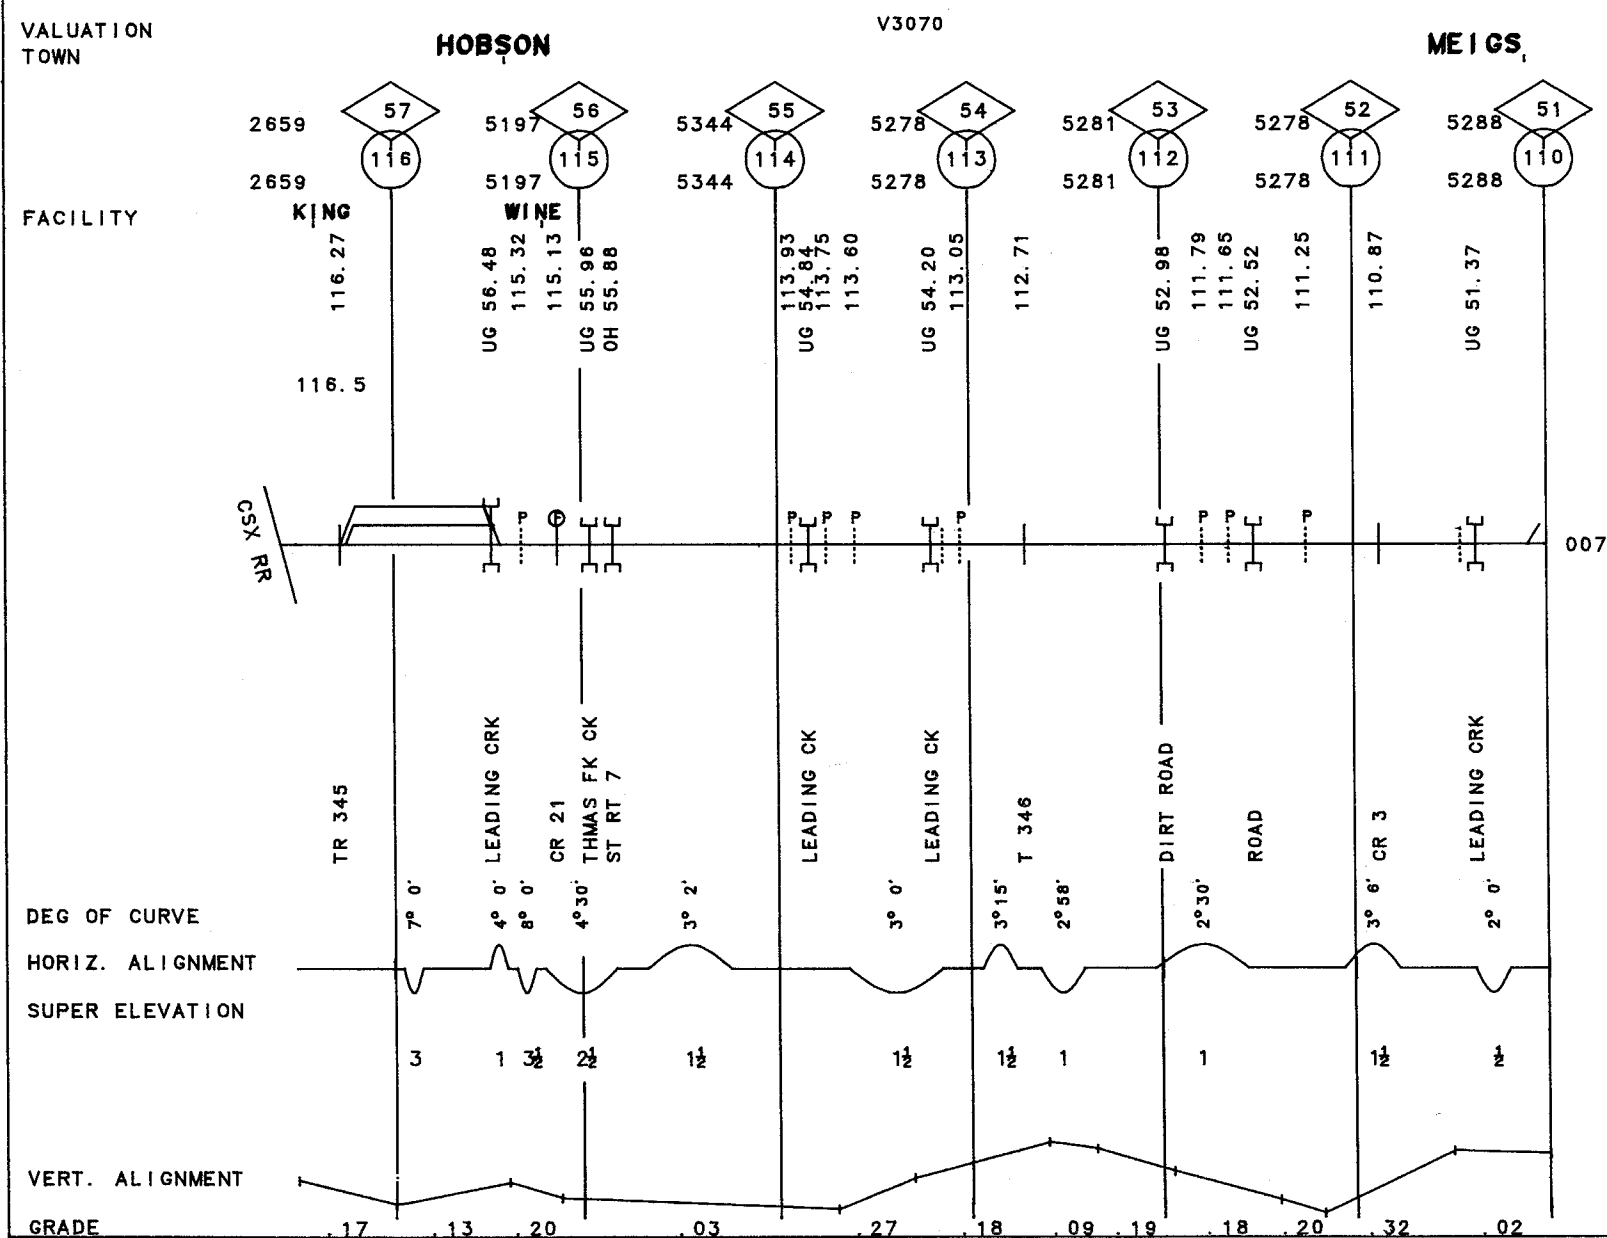 VALUATION V3070
TOWN HOBSON MEIGS
57 56 55 54 53 52 51
2659 5197 5344 5278 5281 5278 5288
116 115 114 113 112 111 110
2659 5197 5344 5278 5281 5278 5288
FACILITY KING WINE
116.27
UG 56.48
115.32
115.13
UG 55.96
OH 55.88
113.93
UG 54.84
113.75
113.60
UG 54.20
113.05
112.71
UG 52.98
111.79
111.65
UG 52.52
111.25
110.87
UG 51.37
116.5
CSX RR
P F P P P P P P P
007
TR 345
LEADING CRK
CR 21
THMAS FK CK
ST RT 7
LEADING CK
LEADING CK
T 346
DIRT ROAD
ROAD
CR 3
LEADING CRK
DEG OF CURVE 7° 0' 4° 0' 8° 0' 4°30' 3° 2' 3° 0' 3°15' 2°58' 2°30' 3° 6' 2° 0'
HORIZ. ALIGNMENT
SUPER ELEVATION
3 1 3½ 2½ 1½ 1½ 1½ 1 1 1½ ½
VERT. ALIGNMENT
GRADE .17 .13 .20 .03 .27 .18 .09 .19 .18 .20 .32 .02